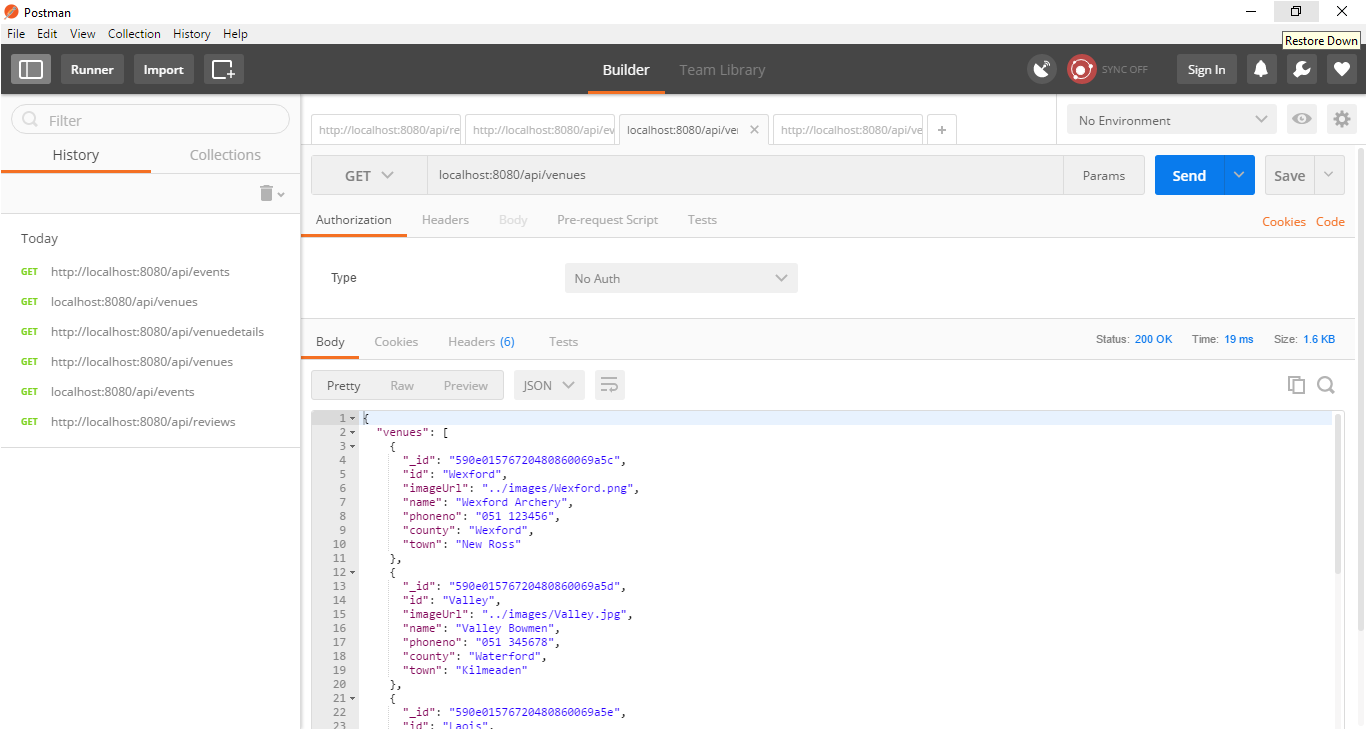 Postman
File Edit View Collection History Help
Restore Down
Runner Import Builder Team Library SYNC OFF Sign In
Filter
History Collections
Today
GET http://localhost:8080/api/events
GET localhost:8080/api/venues
GET http://localhost:8080/api/venuedetails
GET http://localhost:8080/api/venues
GET localhost:8080/api/events
GET http://localhost:8080/api/reviews
http://localhost:8080/api/re http://localhost:8080/api/ev localhost:8080/api/ver http://localhost:8080/api/ve + No Environment
GET localhost:8080/api/venues Params Send Save
Authorization Headers Body Pre-request Script Tests Cookies Code
Type No Auth
Body Cookies Headers (6) Tests Status: 200 OK Time: 19 ms Size: 1.6 KB
Pretty Raw Preview JSON
1 {
2 "venues": [
3 {
4 "_id": "590e01576720480860069a5c",
5 "id": "Wexford",
6 "imageUrl": "../images/Wexford.png",
7 "name": "Wexford Archery",
8 "phoneno": "051 123456",
9 "county": "Wexford",
10 "town": "New Ross"
11 },
12 {
13 "_id": "590e01576720480860069a5d",
14 "id": "Valley",
15 "imageUrl": "../images/Valley.jpg",
16 "name": "Valley Bowmen",
17 "phoneno": "051 345678",
18 "county": "Waterford",
19 "town": "Kilmeaden"
20 },
21 {
22 "_id": "590e01576720480860069a5e",
23 "id": "Laois",